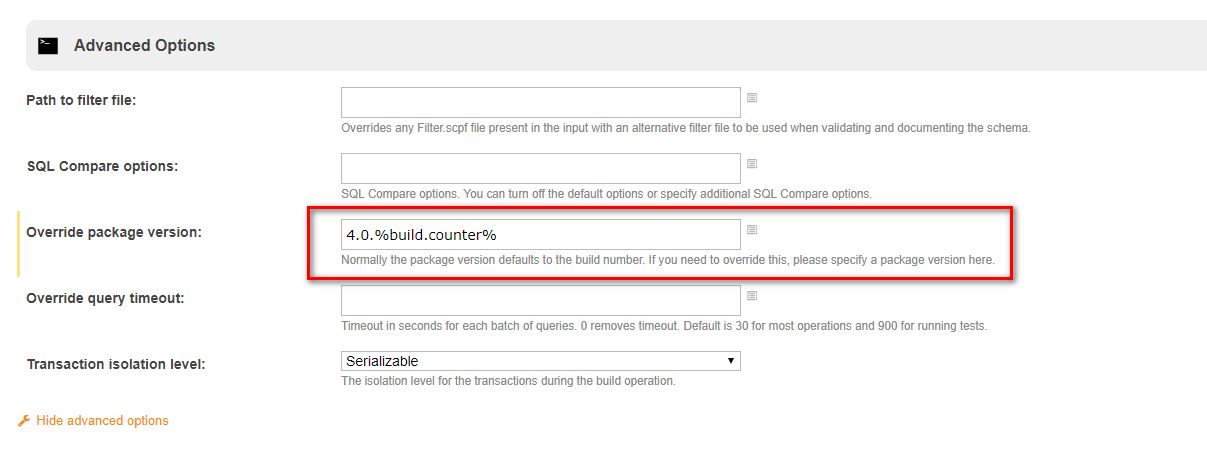 Advanced Options
Path to filter file:
Overrides any Filter.scpf file present in the input with an alternative filter file to be used when validating and documenting the schema.
SQL Compare options:
SQL Compare options. You can turn off the default options or specify additional SQL Compare options.
Override package version:
4.0.%build.counter%
Normally the package version defaults to the build number. If you need to override this, please specify a package version here.
Override query timeout:
Timeout in seconds for each batch of queries. 0 removes timeout. Default is 30 for most operations and 900 for running tests.
Transaction isolation level:
Serializable
The isolation level for the transactions during the build operation.
Hide advanced options